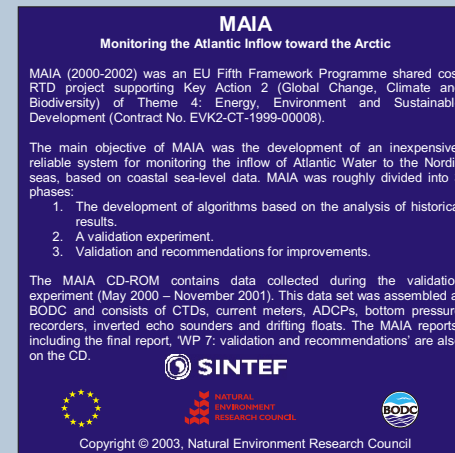 MAIA
Monitoring the Atlantic Inflow toward the Arctic
MAIA (2000-2002) was an EU Fifth Framework Programme shared cos
RTD project supporting Key Action 2 (Global Change, Climate an
Biodiversity) of Theme 4: Energy, Environment and Sustainabl
Development (Contract No. EVK2-CT-1999-00008).
The main objective of MAIA was the development of an inexpensive
reliable system for monitoring the inflow of Atlantic Water to the Nordi
seas, based on coastal sea-level data. MAIA was roughly divided into
phases:
1. The development of algorithms based on the analysis of historica
results.
2. A validation experiment.
3. Validation and recommendations for improvements.
The MAIA CD-ROM contains data collected during the validatio
experiment (May 2000 – November 2001). This data set was assembled a
BODC and consists of CTDs, current meters, ADCPs, bottom pressur
recorders, inverted echo sounders and drifting floats. The MAIA reports
including the final report, 'WP 7: validation and recommendations' are als
on the CD.
SINTEF
NATURAL
ENVIRONMENT
RESEARCH COUNCIL
BODC
Copyright © 2003, Natural Environment Research Council